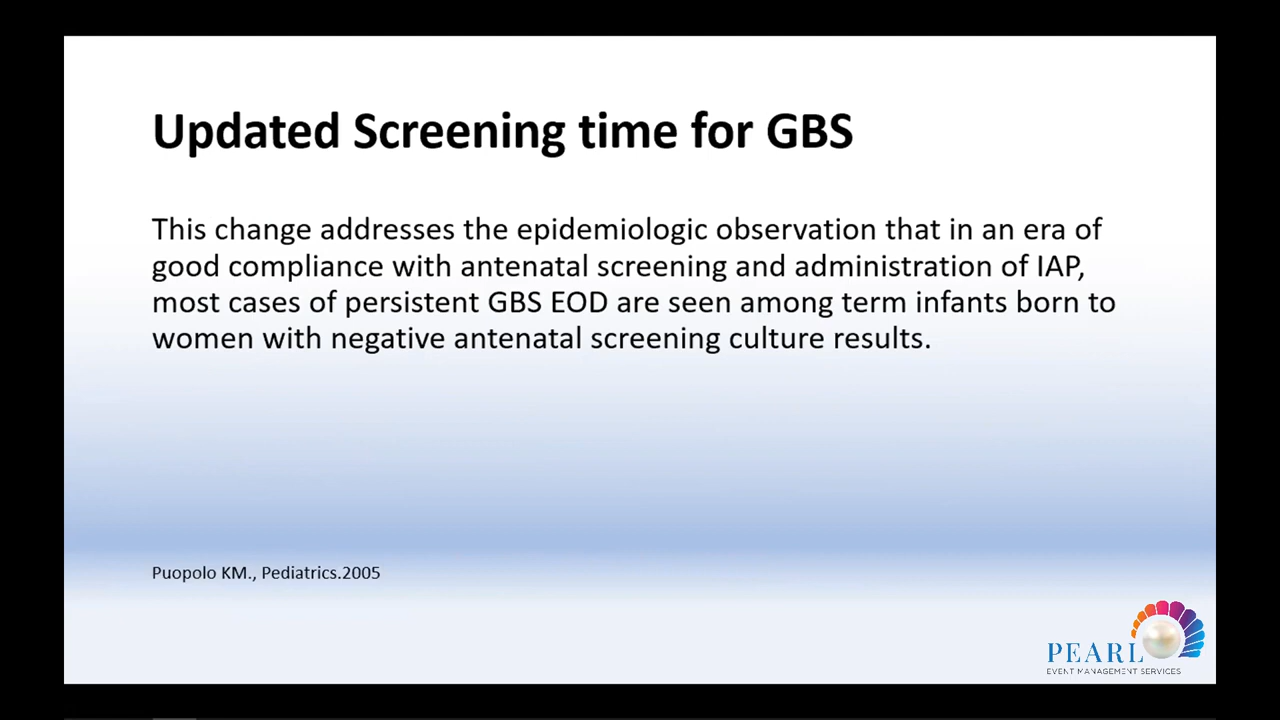 Updated Screening time for GBS
This change addresses the epidemiologic observation that in an era of
good compliance with antenatal screening and administration of IAP,
most cases of persistent GBS EOD are seen among term infants born to
women with negative antenatal screening culture results.
Puopolo KM., Pediatrics.2005
PEARL
EVENT MANAGEMENT SERVICES